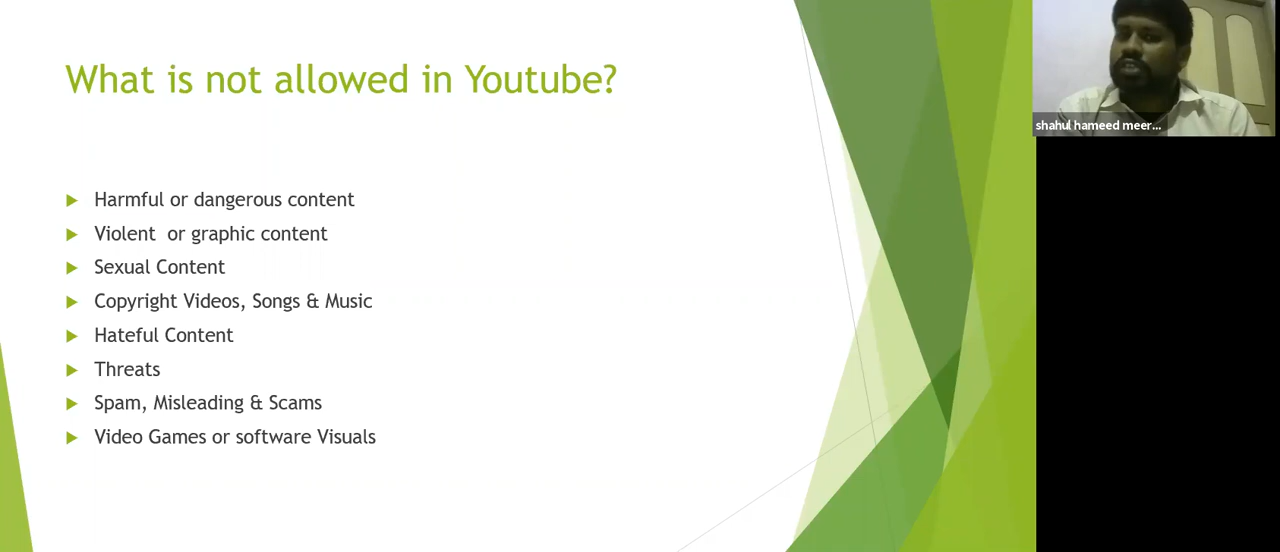 What is not allowed in Youtube?
Harmful or dangerous content
Violent  or graphic content
Sexual Content
Copyright Videos, Songs & Music
Hateful Content
Threats
Spam, Misleading & Scams
Video Games or software Visuals
shahul hameed meer...